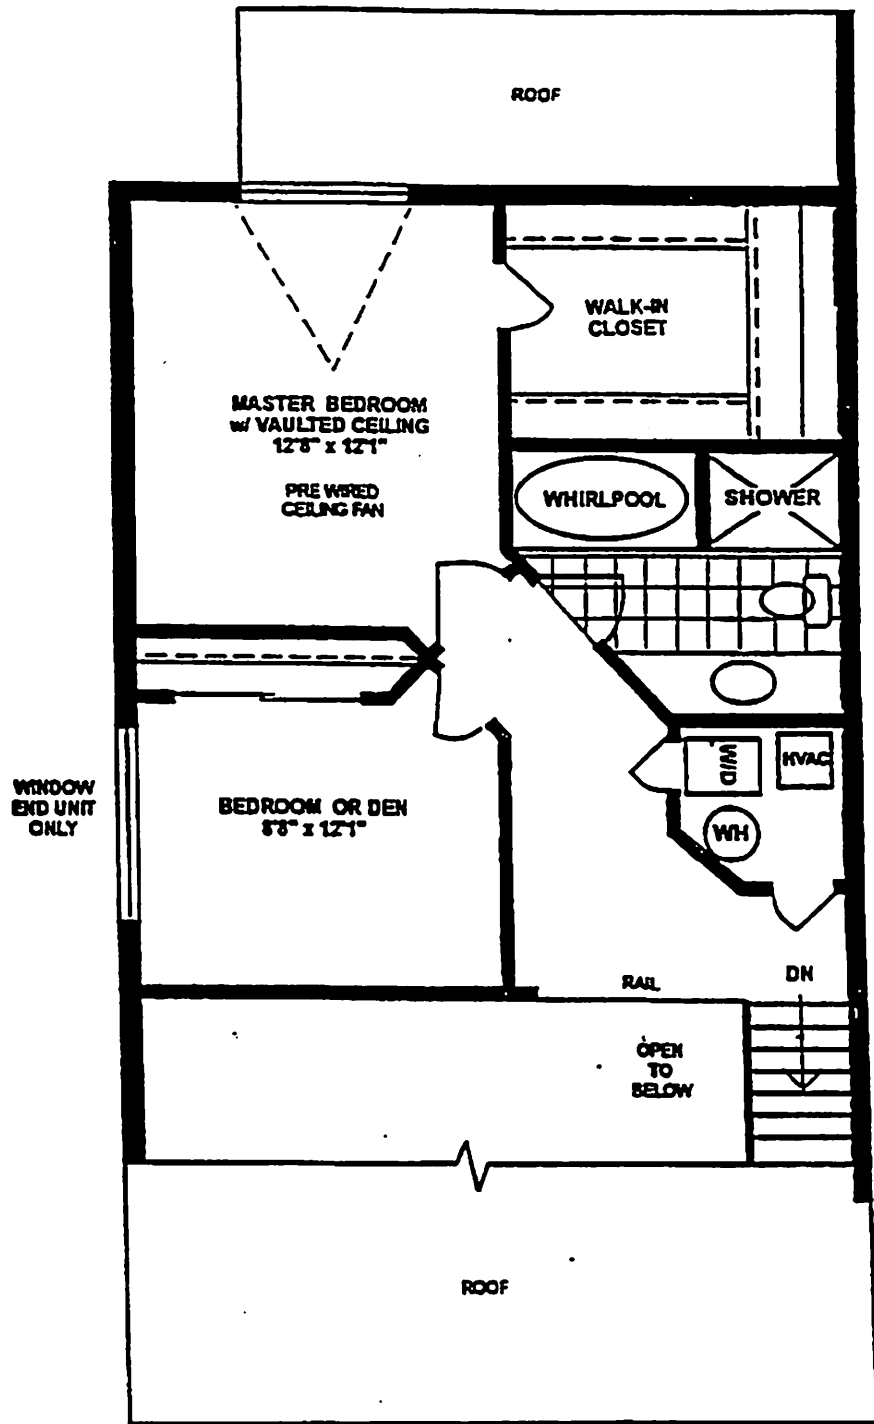 ROOF
WALK-IN
CLOSET
MASTER BEDROOM
w/ VAULTED CEILING
12'8" x 12'1"
PRE WIRED
CEILING FAN
WHIRLPOOL
SHOWER
W/D
HVAC
WINDOW
END UNIT
ONLY
BEDROOM OR DEN
8'8" x 12'1"
WH
RAIL
DN
OPEN
TO
BELOW
ROOF